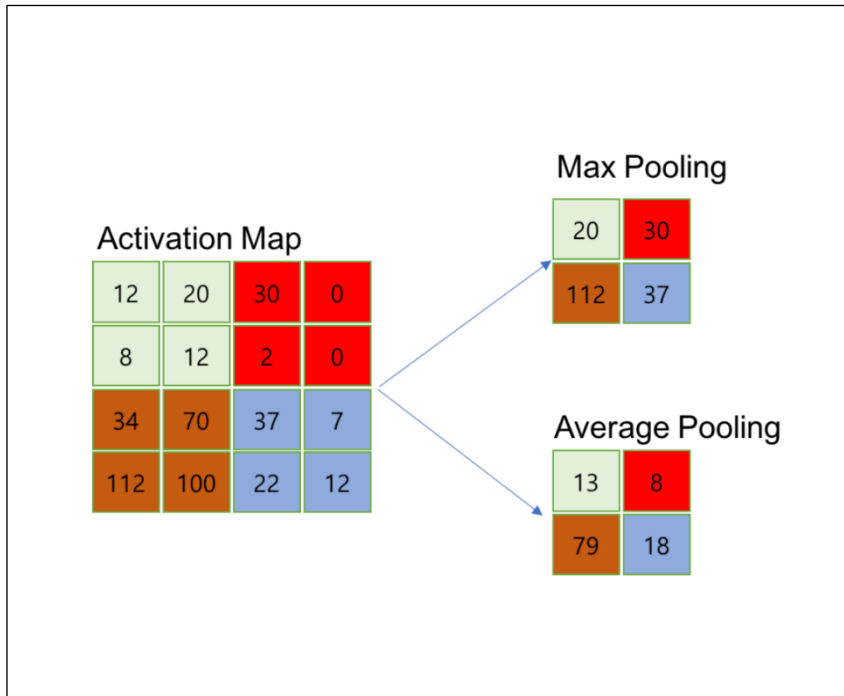 Activation Map
12 20 30 0
8 12 2 0
34 70 37 7
112 100 22 12
Max Pooling
20 30
112 37
Average Pooling
13 8
79 18